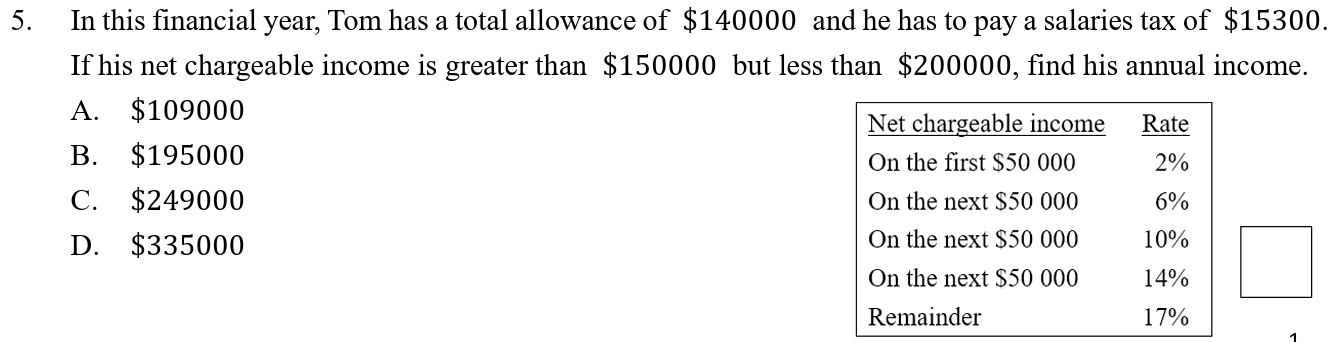 5. In this financial year, Tom has a total allowance of $140000 and he has to pay a salaries tax of $15300.
If his net chargeable income is greater than $150000 but less than $200000, find his annual income.
A. $109000
B. $195000
C. $249000
D. $335000
Net chargeable income Rate
On the first $50 000 2%
On the next $50 000 6%
On the next $50 000 10%
On the next $50 000 14%
Remainder 17%
1